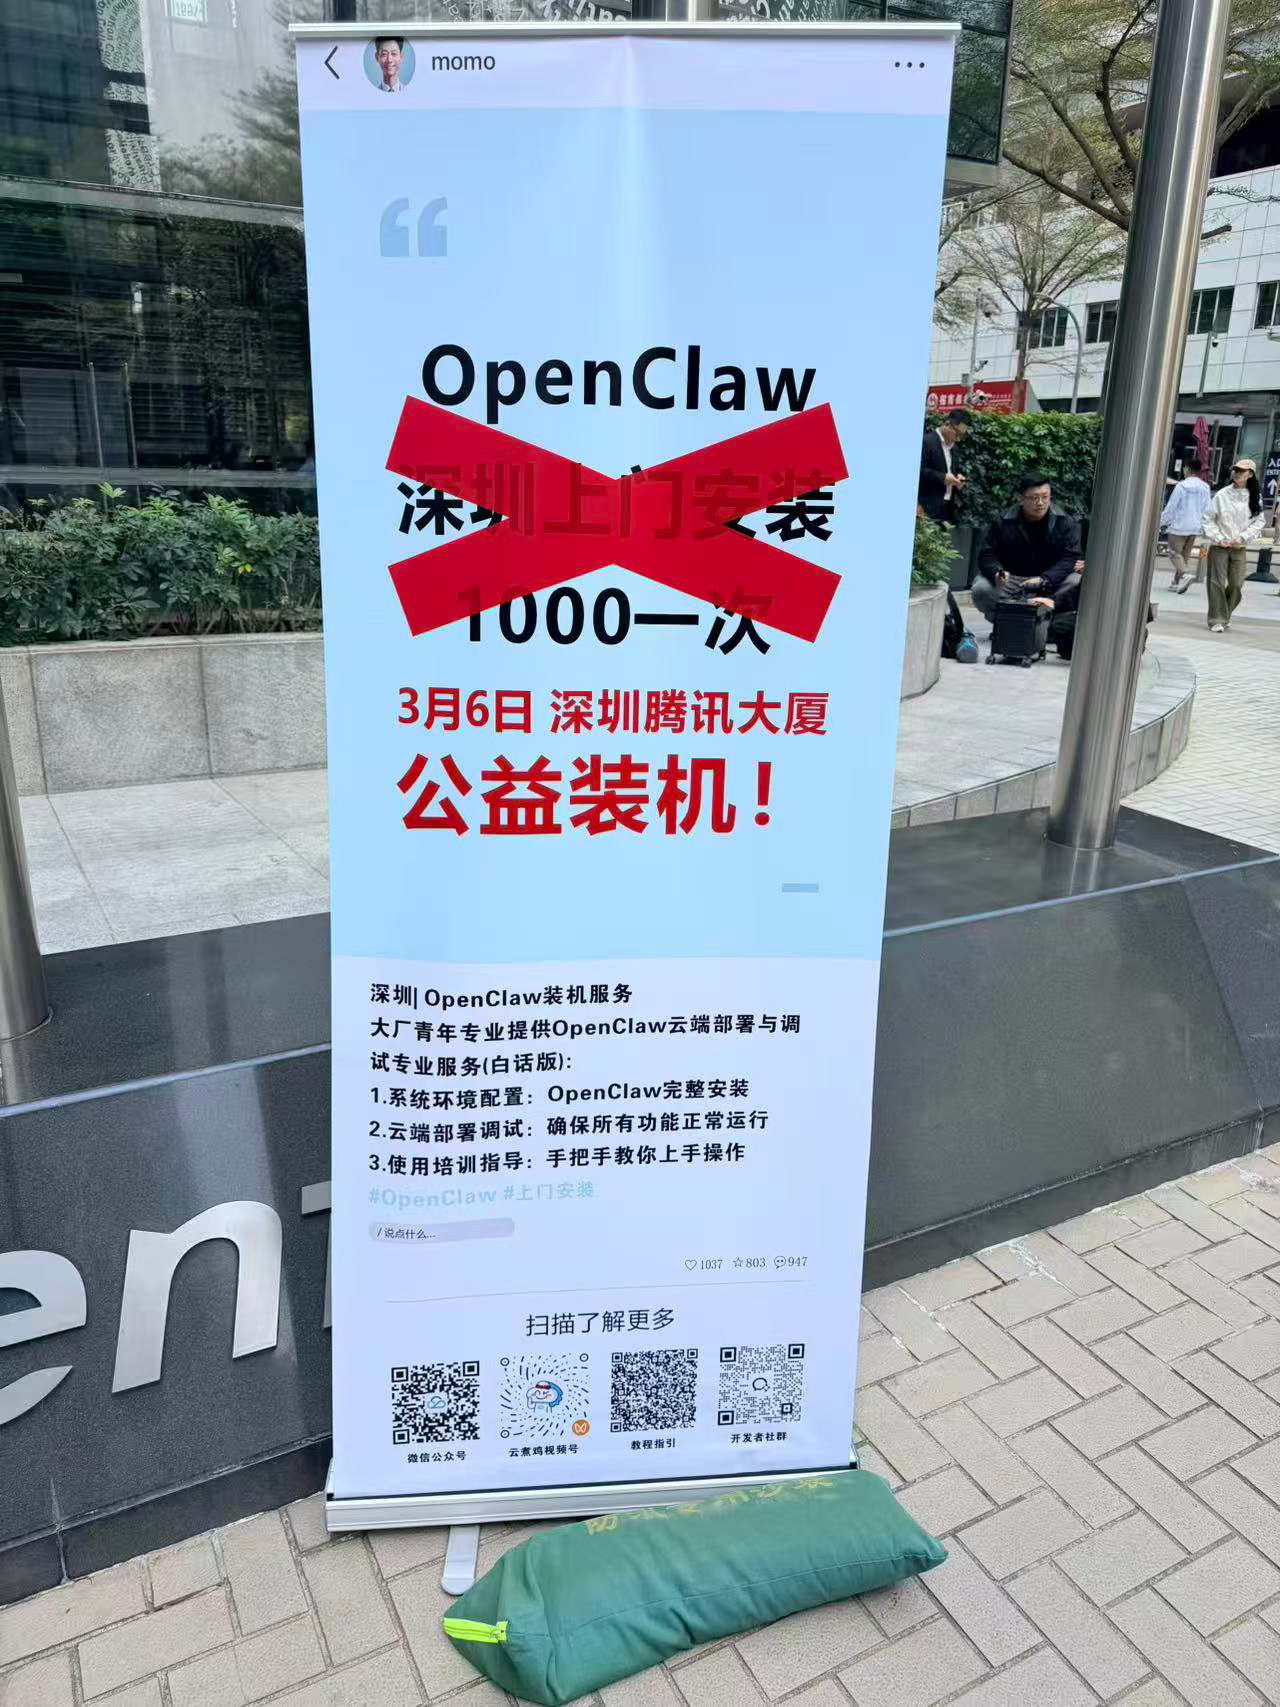 momo
OpenClaw
深圳上门安装
1000一次
3月6日 深圳腾讯大厦
公益装机！
深圳| OpenClaw装机服务
大厂青年专业提供OpenClaw云端部署与调
试专业服务(白话版)：
1.系统环境配置：OpenClaw完整安装
2.云端部署调试：确保所有功能正常运行
3.使用培训指导：手把手教你上手操作
#OpenClaw #上门安装
/ 说点什么...
1037 803 947
扫描了解更多
微信公众号 云煮鸡视频号 教程指引 开发者社群
en